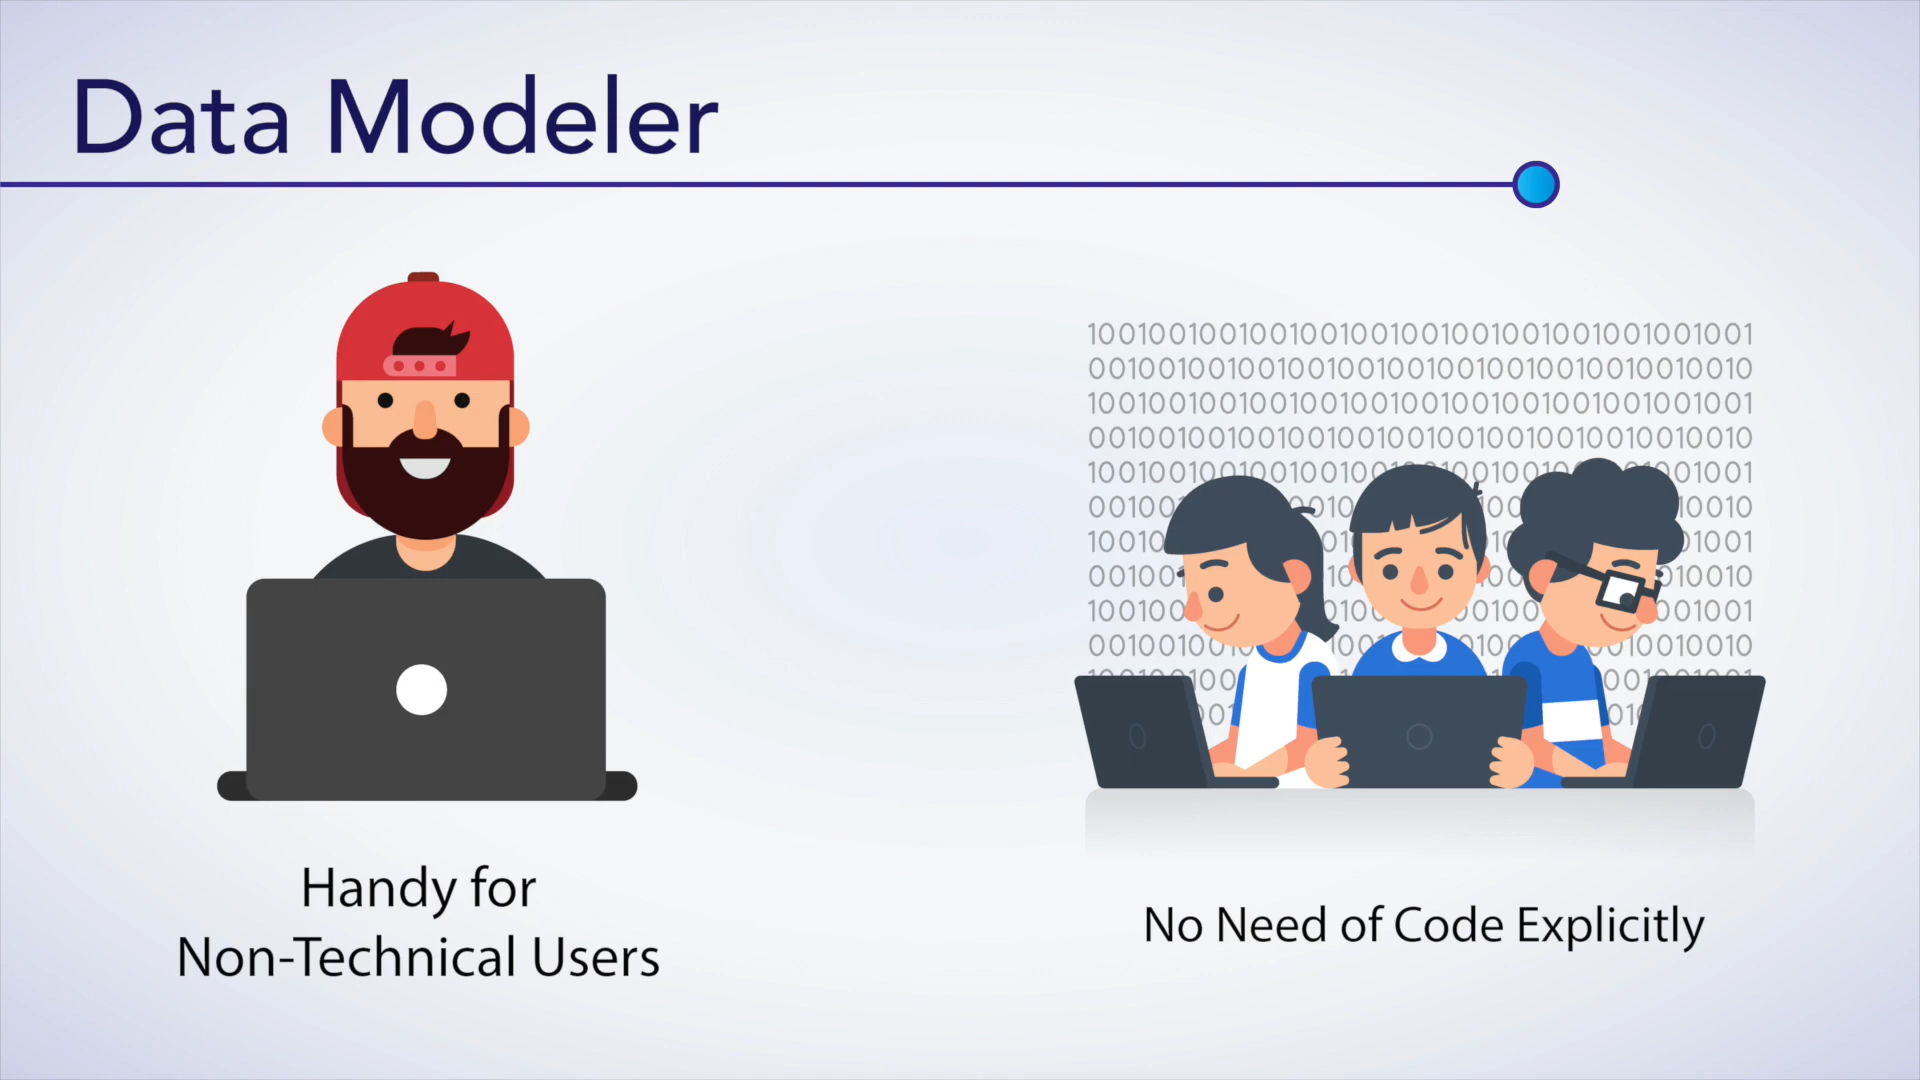 Data Modeler
Handy for
Non-Technical Users
No Need of Code Explicitly